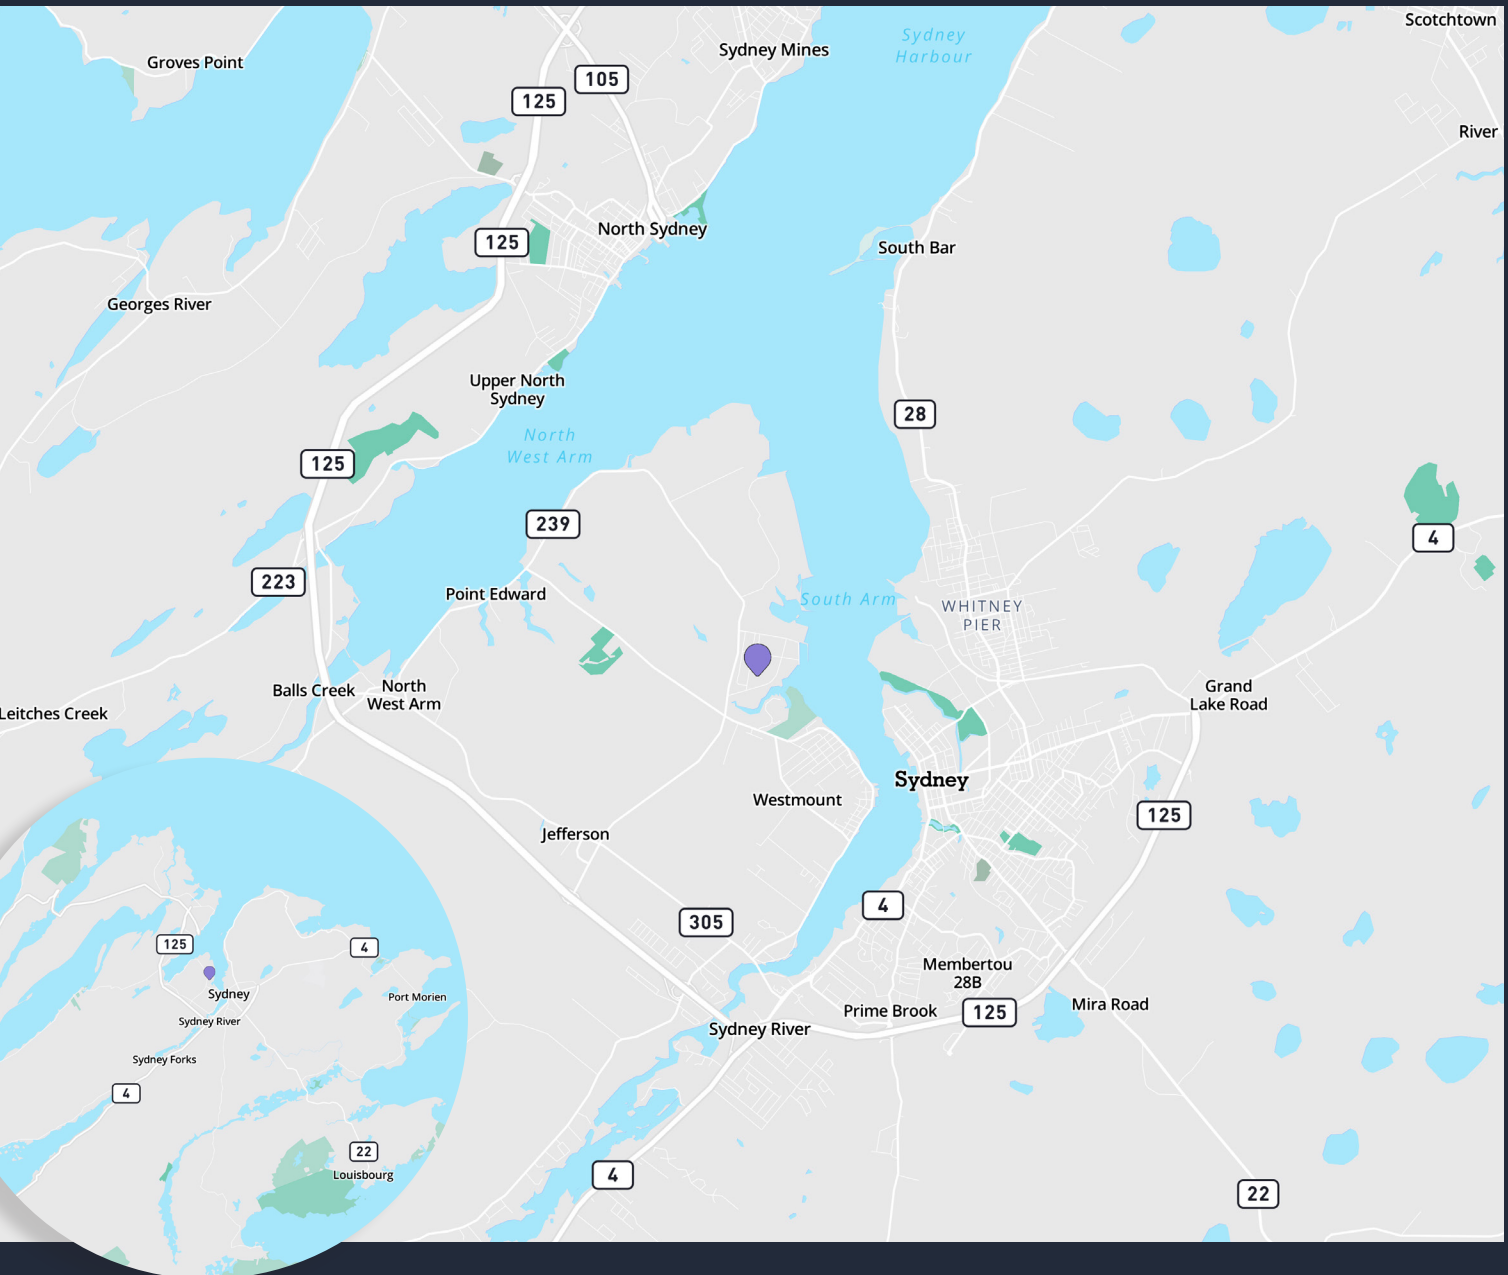 Scotchtown
Sydney
Harbour
Sydney Mines
Groves Point
105
125
River
North Sydney
125
South Bar
Georges River
Upper North
Sydney
28
North
West Arm
125
239
4
223
Point Edward
South Arm
WHITNEY
PIER
Balls Creek
North
West Arm
Grand
Lake Road
Leitches Creek
Sydney
Westmount
125
Jefferson
4
305
Membertou
28B
Mira Road
Prime Brook
125
Sydney River
4
22
125
4
Sydney
Port Morien
Sydney River
Sydney Forks
4
22
Louisbourg